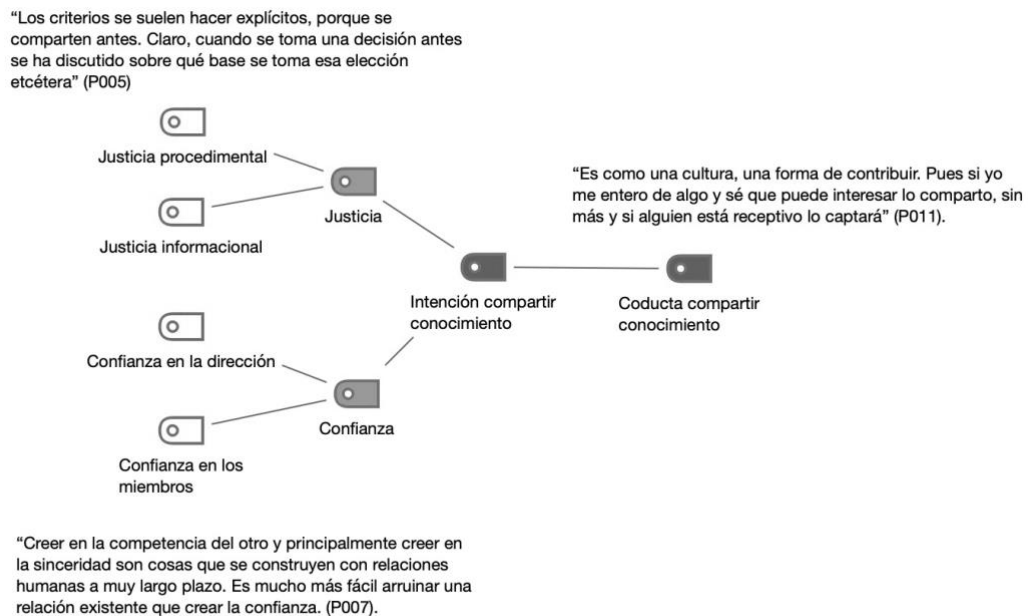 “Los criterios se suelen hacer explícitos, porque se
comparten antes. Claro, cuando se toma una decisión antes
se ha discutido sobre qué base se toma esa elección
etcétera” (P005)
Justicia procedimental
Justicia
Justicia informacional
“Es como una cultura, una forma de contribuir. Pues si yo
me entero de algo y sé que puede interesar lo comparto, sin
más y si alguien está receptivo lo captará” (P011).
Intención compartir
conocimiento
Coducta compartir
conocimiento
Confianza en la dirección
Confianza
Confianza en los
miembros
“Creer en la competencia del otro y principalmente creer en
la sinceridad son cosas que se construyen con relaciones
humanas a muy largo plazo. Es mucho más fácil arruinar una
relación existente que crear la confianza. (P007).